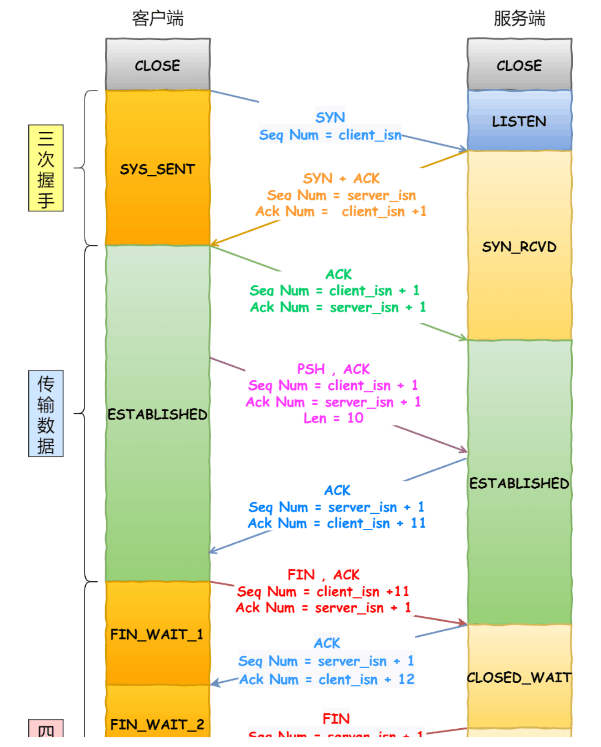 客户端
服务端
CLOSE
CLOSE
SYN
Seq Num = client_isn
LISTEN
三次握手
SYS_SENT
SYN + ACK
Seq Num = server_isn
Ack Num = client_isn +1
SYN_RCVD
ACK
Seq Num = client_isn + 1
Ack Num = server_isn + 1
PSH , ACK
Seq Num = client_isn + 1
Ack Num = server_isn + 1
Len = 10
传输数据
ESTABLISHED
ESTABLISHED
ACK
Seq Num = server_isn + 1
Ack Num = client_isn + 11
FIN , ACK
Seq Num = client_isn +11
Ack Num = server_isn + 1
FIN_WAIT_1
ACK
Seq Num = server_isn + 1
Ack Num = clent_isn + 12
CLOSED_WAIT
FIN_WAIT_2
四
FIN
Seq Num = server_isn + 1